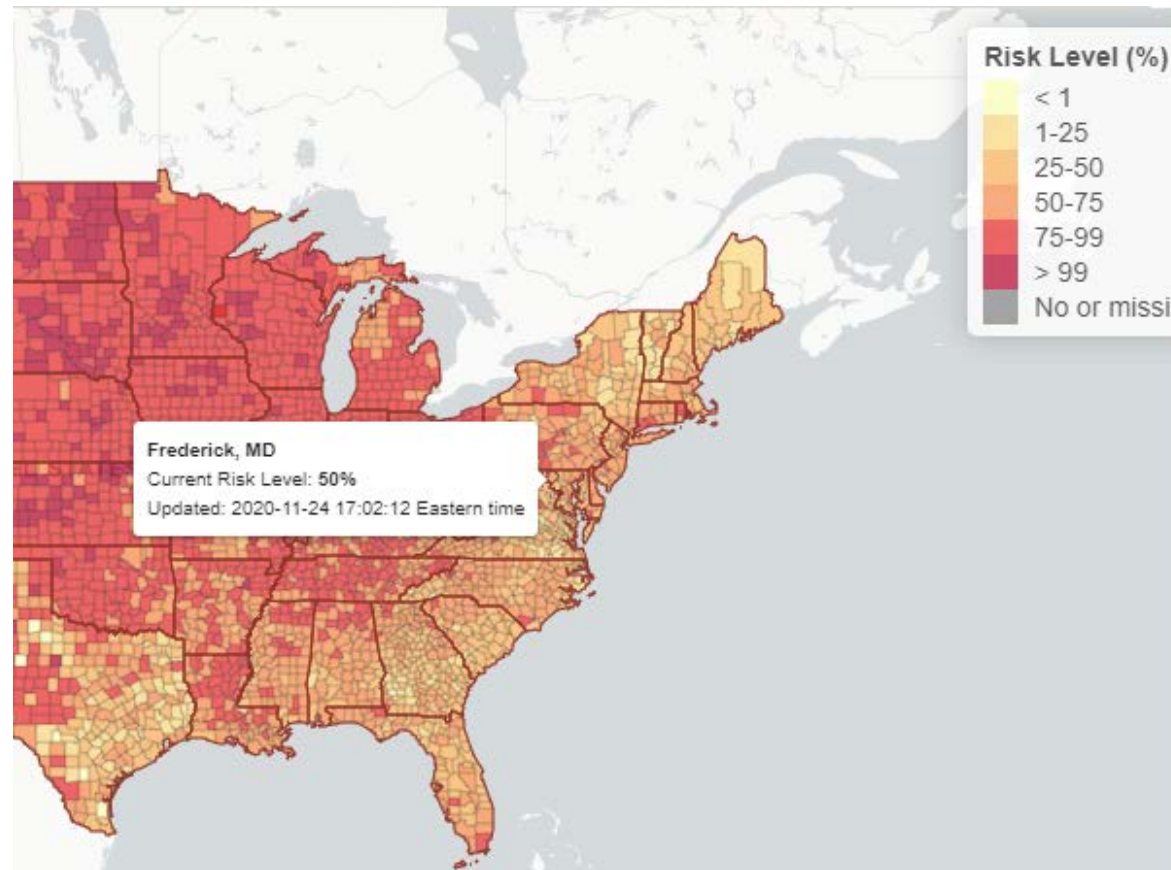 Risk Level (%)
< 1
1-25
25-50
50-75
75-99
> 99
No or missi
Frederick, MD
Current Risk Level: 50%
Updated: 2020-11-24 17:02:12 Eastern time